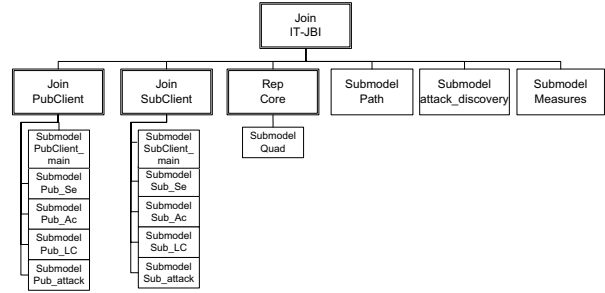 Join
IT-JBI
Join
PubClient
Join
SubClient
Rep
Core
Submodel
Path
Submodel
attack_discovery
Submodel
Measures
Submodel
PubClient_
main
Submodel
Pub_Se
Submodel
Pub_Ac
Submodel
Pub_LC
Submodel
Pub_attack
Submodel
SubClient_
main
Submodel
Sub_Se
Submodel
Sub_Ac
Submodel
Sub_LC
Submodel
Sub_attack
Submodel
Quad